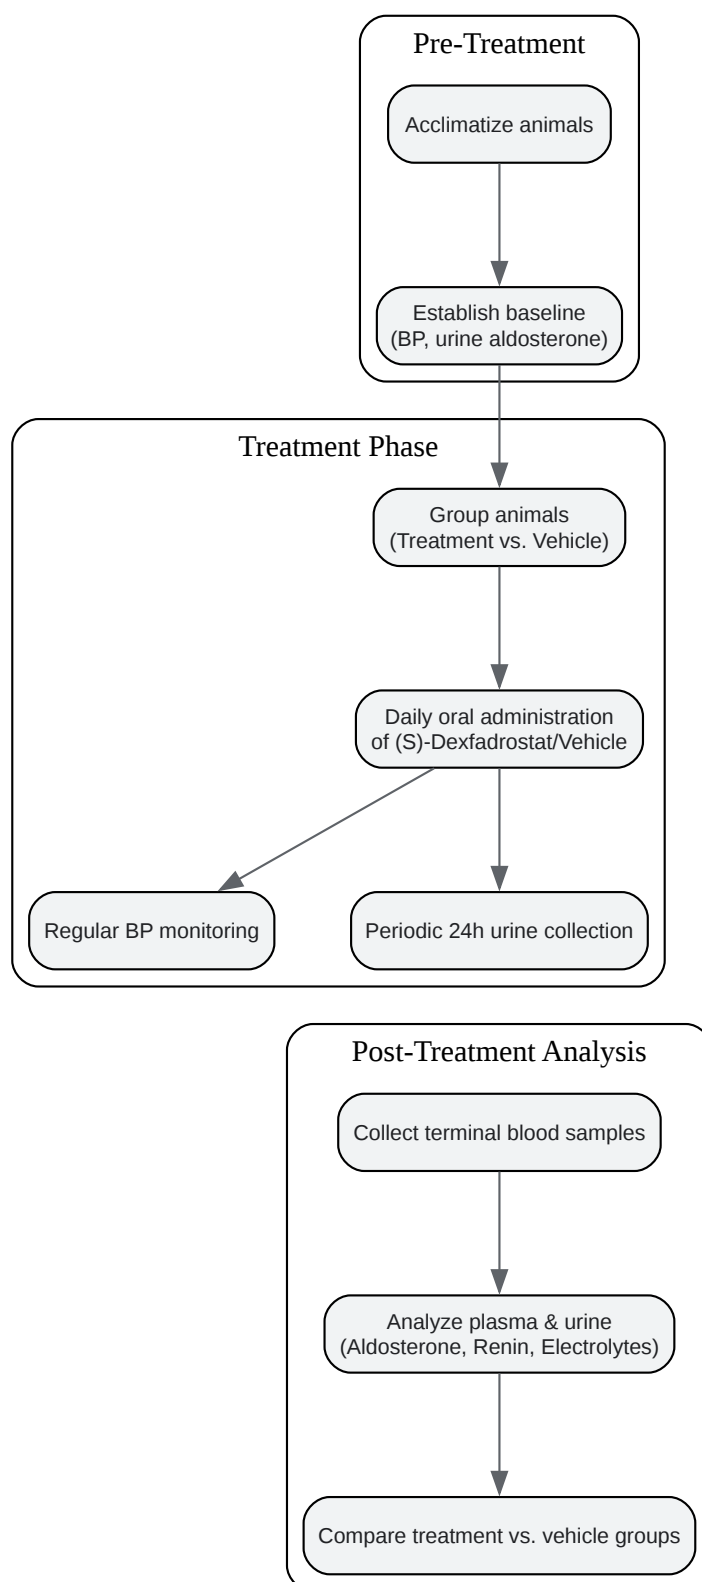 Pre-Treatment
Acclimatize animals
Establish baseline
(BP, urine aldosterone)
Treatment Phase
Group animals
(Treatment vs. Vehicle)
Daily oral administration
of (S)-Dexfadrostat/Vehicle
Regular BP monitoring
Periodic 24h urine collection
Post-Treatment Analysis
Collect terminal blood samples
Analyze plasma & urine
(Aldosterone, Renin, Electrolytes)
Compare treatment vs. vehicle groups